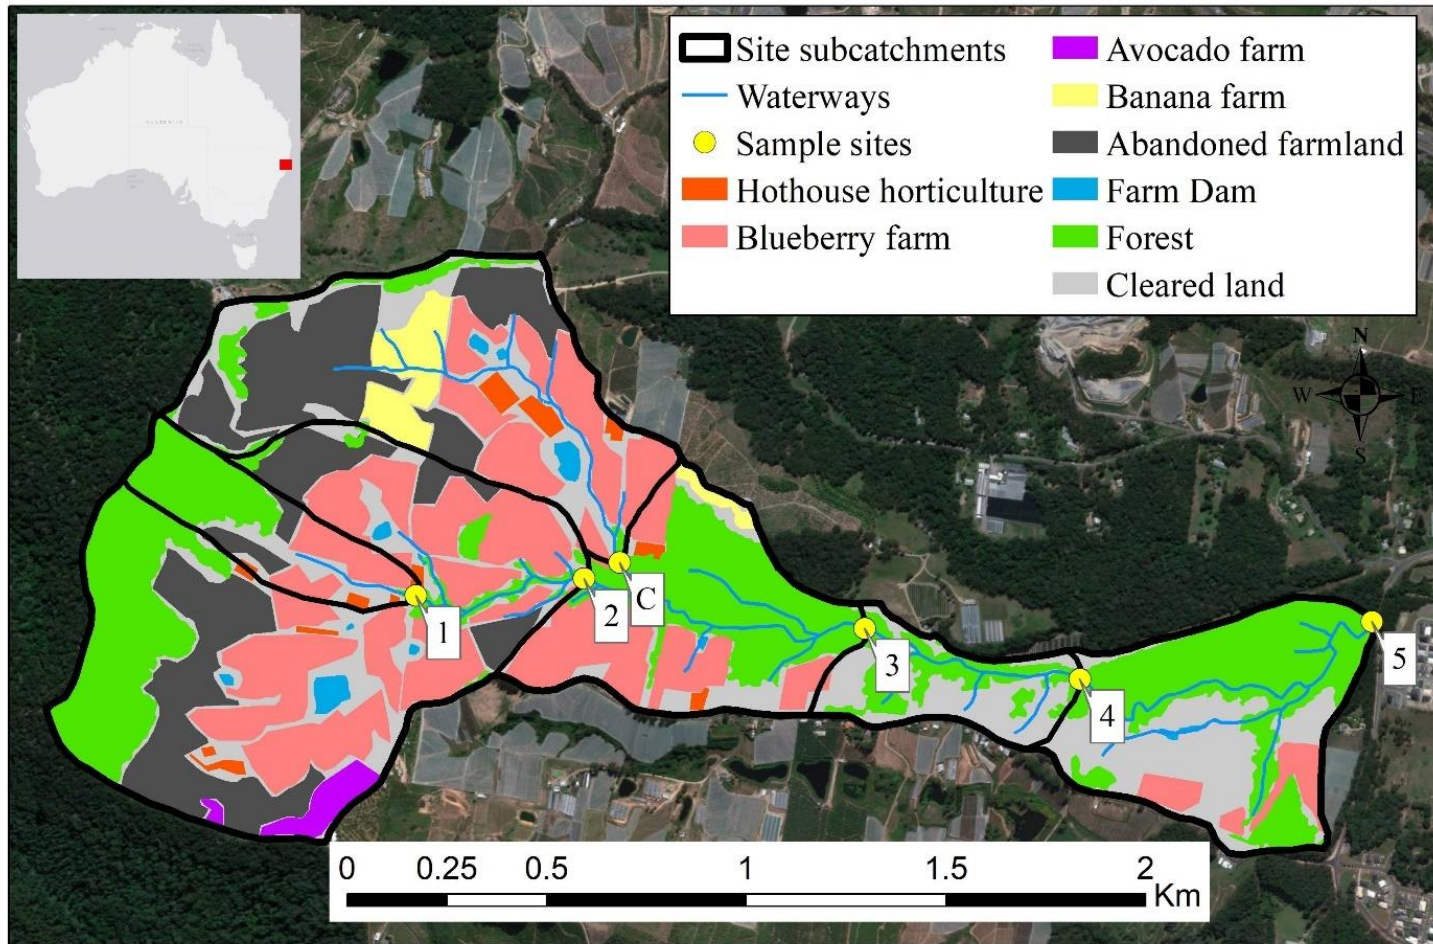 Site subcatchments
Waterways
Sample sites
Hothouse horticulture
Blueberry farm
Avocado farm
Banana farm
Abandoned farmland
Farm Dam
Forest
Cleared land
N
W
E
S
1
2
C
3
4
5
0 0.25 0.5 1 1.5 2
Km